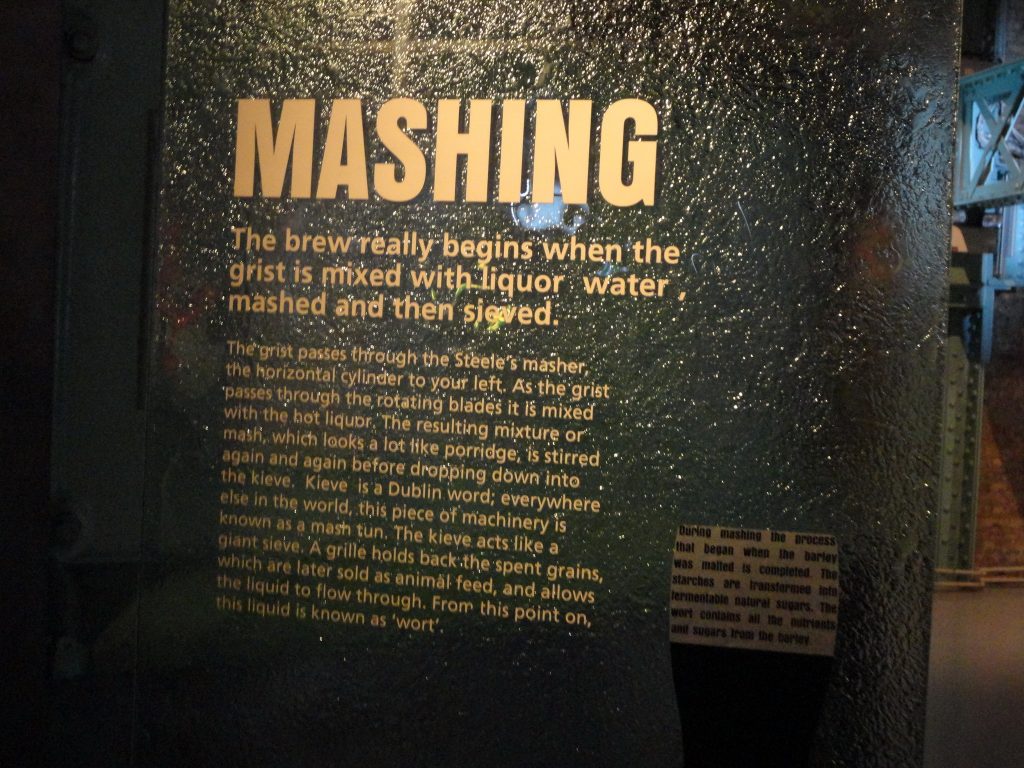 MASHING
The brew really begins when the
grist is mixed with liquor water ,
mashed and then sieved.
The grist passes through the Steele's masher,
the horizontal cylinder to your left. As the grist
passes through the rotating blades it is mixed
with the hot liquor. The resulting mixture or
mash, which looks a lot like porridge, is stirred
again and again before dropping down into
the kieve. Kieve is a Dublin word; everywhere
else in the world, this piece of machinery is
known as a mash tun. The kieve acts like a
giant sieve. A grille holds back the spent grains,
which are later sold as animal feed, and allows
the liquid to flow through. From this point on,
this liquid is known as 'wort'.
During mashing the process
that began when the barley
was malted is completed. The
starches are transformed into
fermentable natural sugars. The
wort contains all the nutrients
and sugars from the barley.